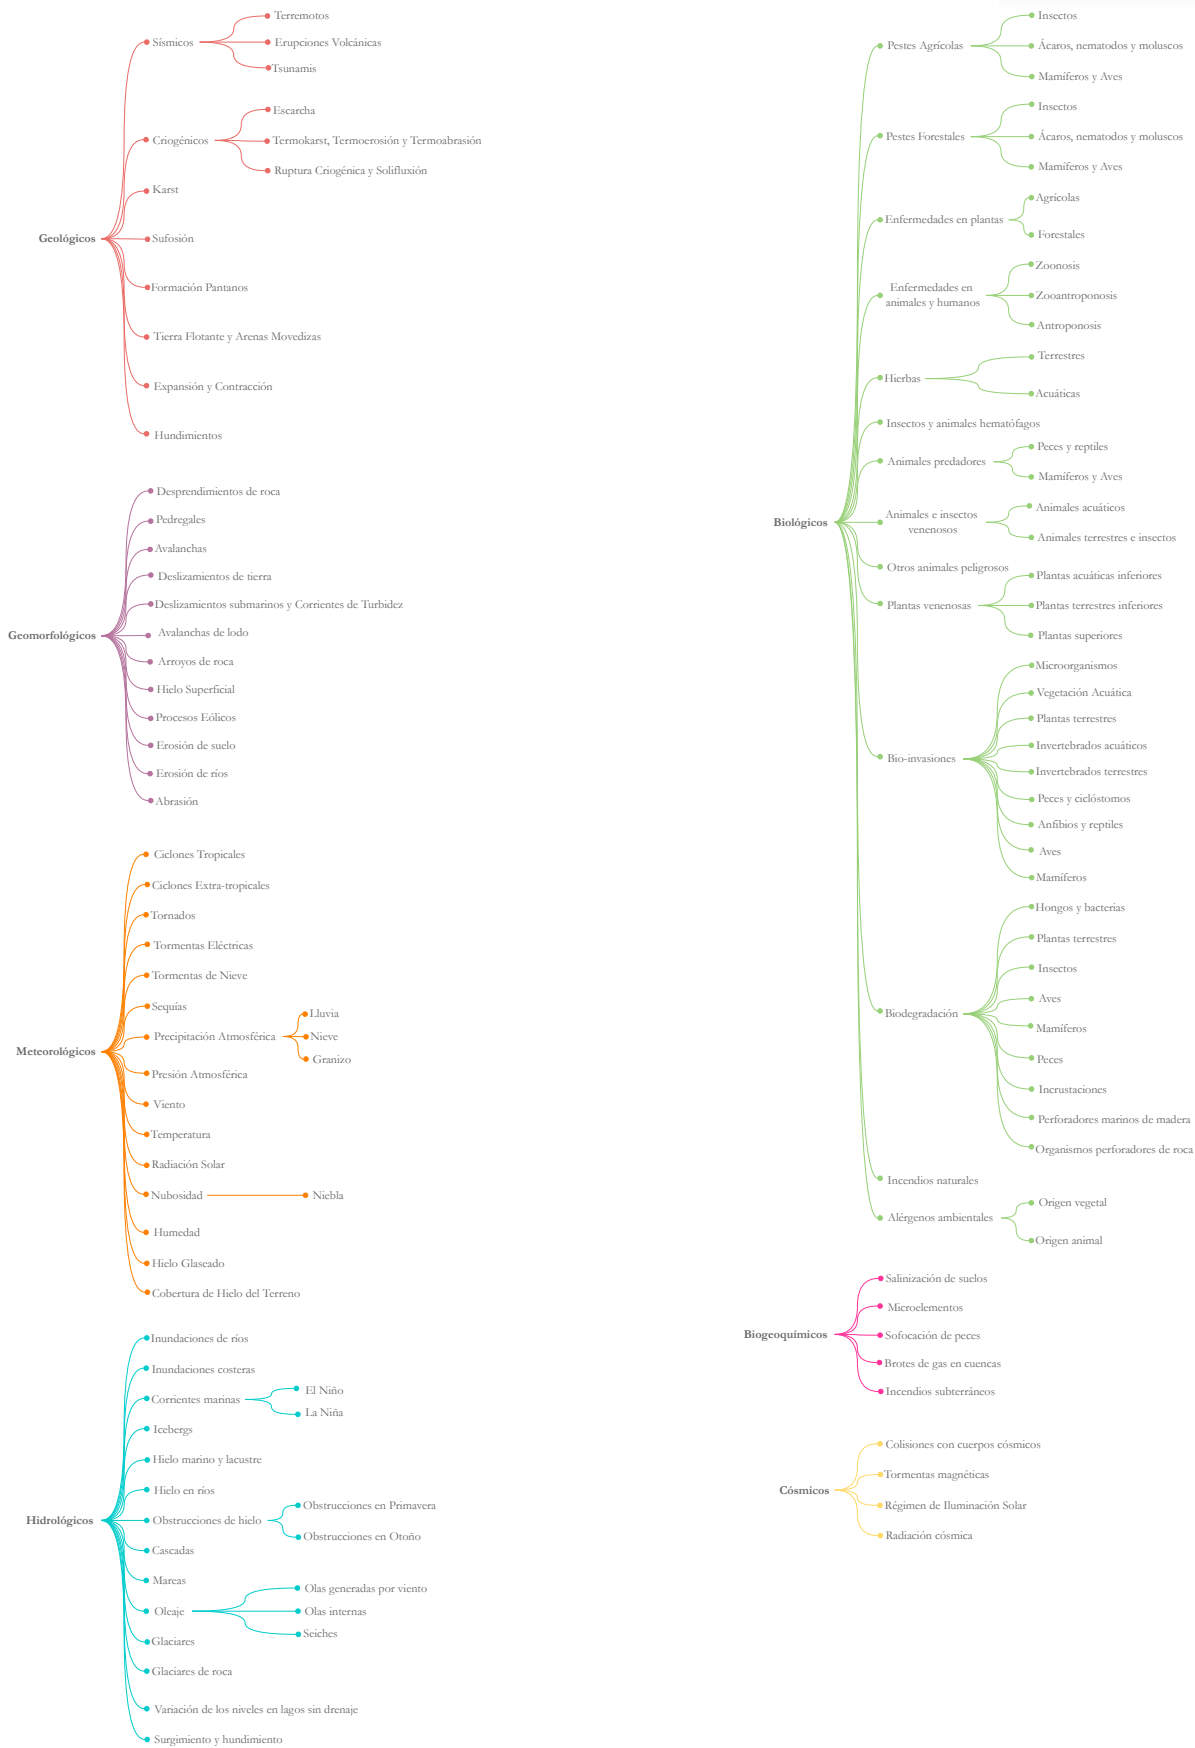 Geológicos
Sísmicos
Terremotos
Erupciones Volcánicas
Tsunamis
Criogénicos
Escarcha
Termokarst, Termoerosión y Termoabrasión
Ruptura Criogénica y Solifluxión
Karst
Sufosión
Formación Pantanos
Tierra Flotante y Arenas Movedizas
Expansión y Contracción
Hundimientos
Geomorfológicos
Desprendimientos de roca
Pedregales
Avalanchas
Deslizamientos de tierra
Deslizamientos submarinos y Corrientes de Turbidez
Avalanchas de lodo
Arroyos de roca
Hielo Superficial
Procesos Eólicos
Erosión de suelo
Erosión de ríos
Abrasión
Meteorológicos
Ciclones Tropicales
Ciclones Extra-tropicales
Tornados
Tormentas Eléctricas
Tormentas de Nieve
Sequías
Precipitación Atmosférica
Lluvia
Nieve
Granizo
Presión Atmosférica
Viento
Temperatura
Radiación Solar
Nubosidad
Niebla
Humedad
Hielo Glaseado
Cobertura de Hielo del Terreno
Hidrológicos
Inundaciones de ríos
Inundaciones costeras
Corrientes marinas
El Niño
La Niña
Icebergs
Hielo marino y lacustre
Hielo en ríos
Obstrucciones de hielo
Obstrucciones en Primavera
Obstrucciones en Otoño
Cascadas
Mareas
Oleaje
Olas generadas por viento
Olas internas
Seiches
Glaciares
Glaciares de roca
Variación de los niveles en lagos sin drenaje
Surgimiento y hundimiento
Biológicos
Pestes Agrícolas
Insectos
Ácaros, nematodos y moluscos
Mamíferos y Aves
Pestes Forestales
Insectos
Ácaros, nematodos y moluscos
Mamíferos y Aves
Enfermedades en plantas
Agrícolas
Forestales
Enfermedades en
animales y humanos
Zoonosis
Zooantroponosis
Antroponosis
Hierbas
Terrestres
Acuáticas
Insectos y animales hematófagos
Animales predadores
Peces y reptiles
Mamíferos y Aves
Animales e insectos
venenosos
Animales acuáticos
Animales terrestres e insectos
Otros animales peligrosos
Plantas venenosas
Plantas acuáticas inferiores
Plantas terrestres inferiores
Plantas superiores
Bio-invasiones
Microorganismos
Vegetación Acuática
Plantas terrestres
Invertebrados acuáticos
Invertebrados terrestres
Peces y ciclóstomos
Anfibios y reptiles
Aves
Mamíferos
Biodegradación
Hongos y bacterias
Plantas terrestres
Insectos
Aves
Mamíferos
Peces
Incrustaciones
Perforadores marinos de madera
Organismos perforadores de roca
Incendios naturales
Alérgenos ambientales
Origen vegetal
Origen animal
Biogeoquímicos
Salinización de suelos
Microelementos
Sofocación de peces
Brotes de gas en cuencas
Incendios subterráneos
Cósmicos
Colisiones con cuerpos cósmicos
Tormentas magnéticas
Régimen de Iluminación Solar
Radiación cósmica